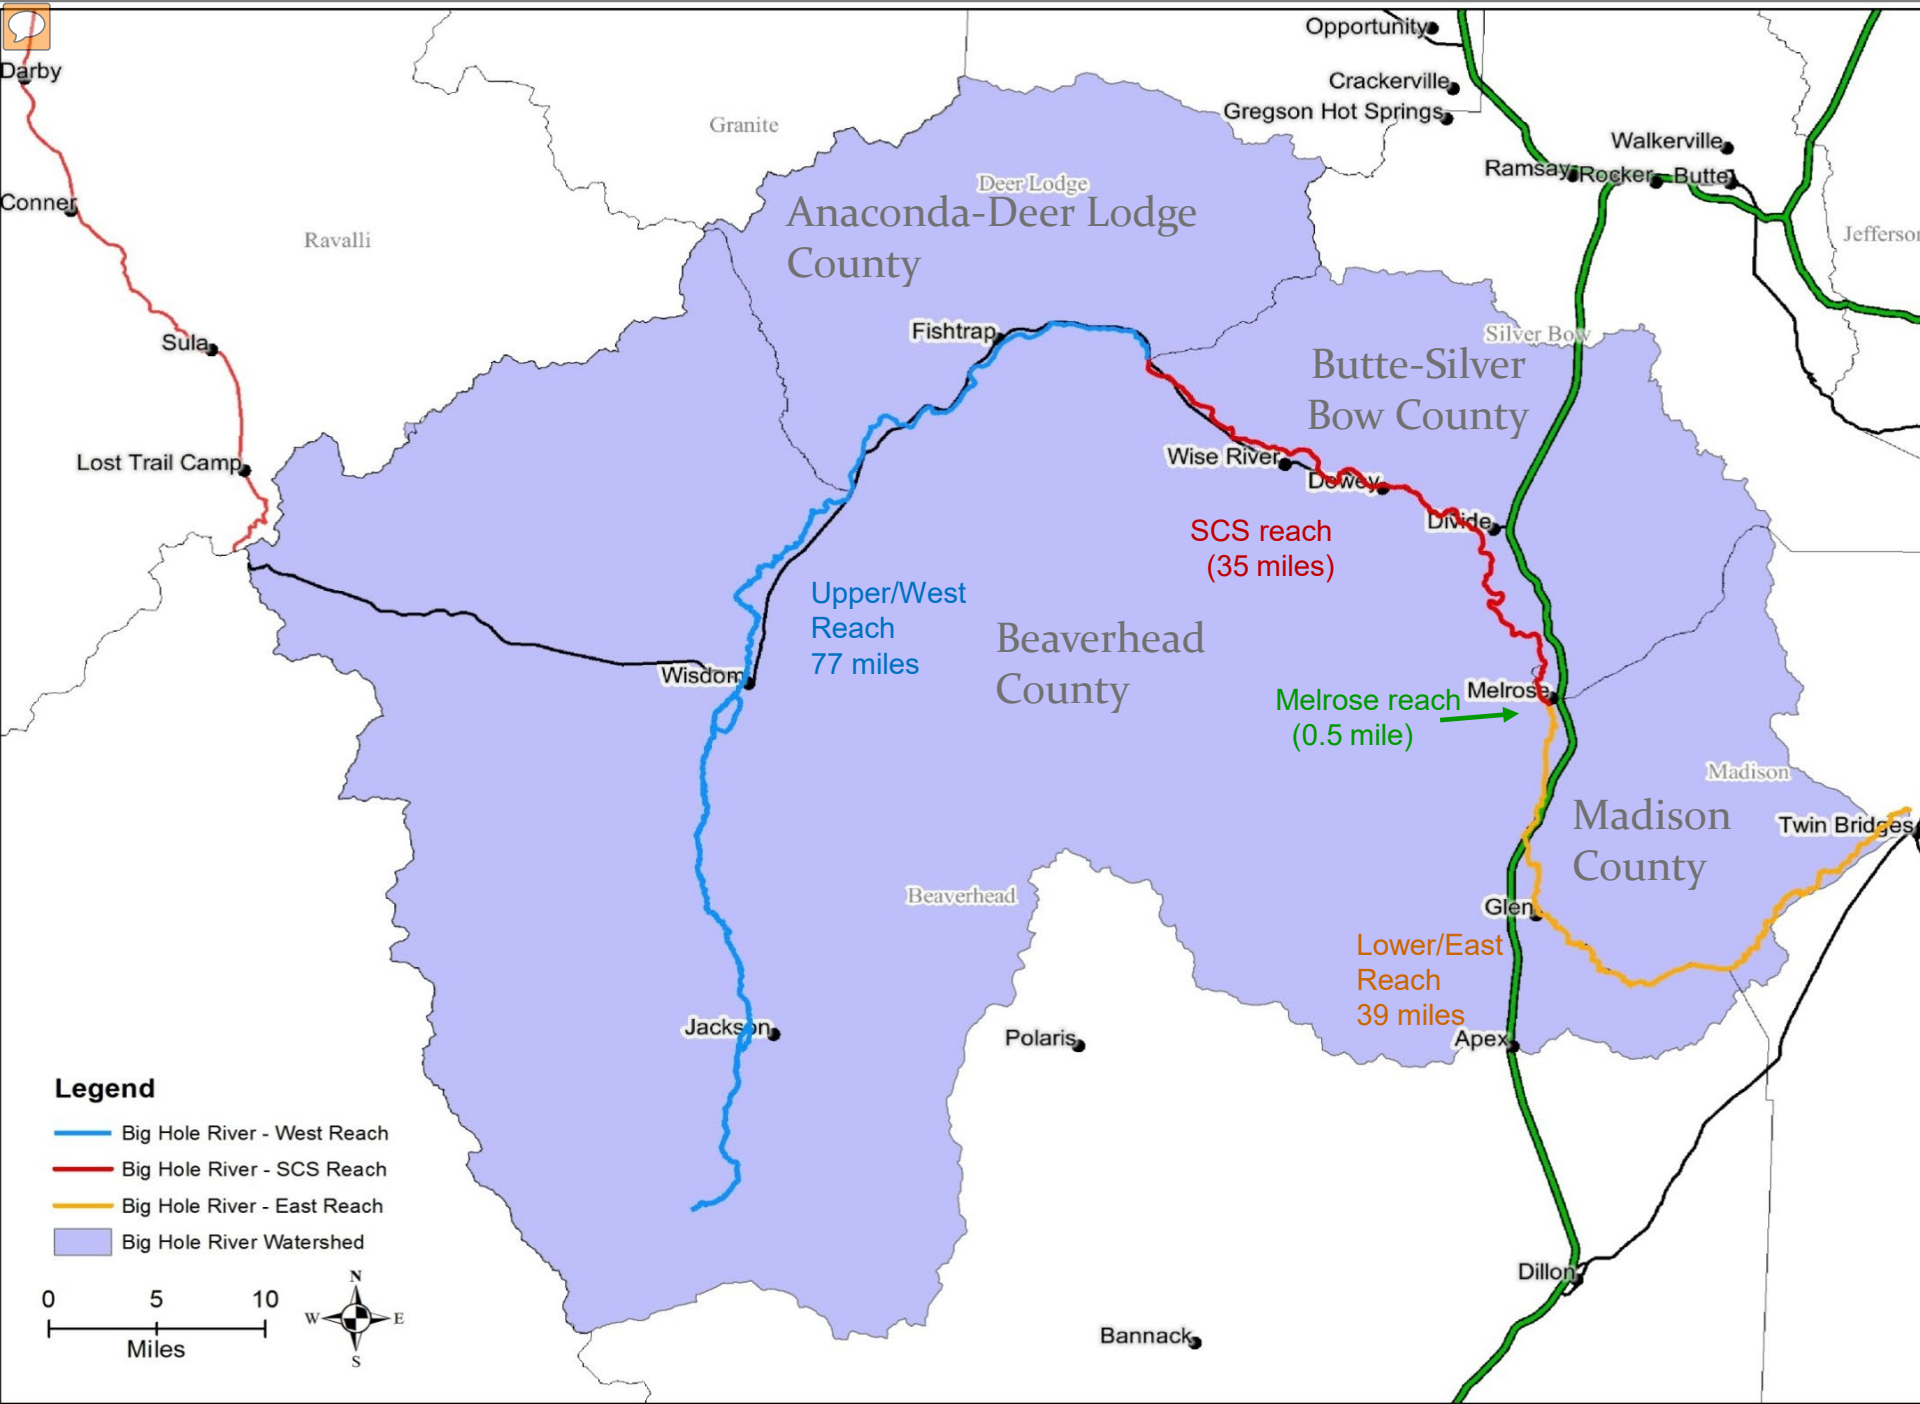 Opportunity
Darby
Crackerville
Gregson Hot Springs
Granite
Walkerville
Ramsay
Rocker
Butte
Deer Lodge
Anaconda-Deer Lodge
County
Conner
Ravalli
Jefferson
Fishtrap
Sula
Silver Bow
Butte-Silver
Bow County
Lost Trail Camp
Wise River
Dewey
Divide
SCS reach
(35 miles)
Upper/West
Reach
77 miles
Beaverhead
County
Wisdom
Melrose
Melrose reach
(0.5 mile)
Madison
Madison
County
Twin Bridges
Beaverhead
Glen
Lower/East
Reach
39 miles
Jackson
Polaris
Apex
Legend
Big Hole River - West Reach
Big Hole River - SCS Reach
Big Hole River - East Reach
Big Hole River Watershed
Dillon
0 5 10
Miles
N
W E
S
Bannack